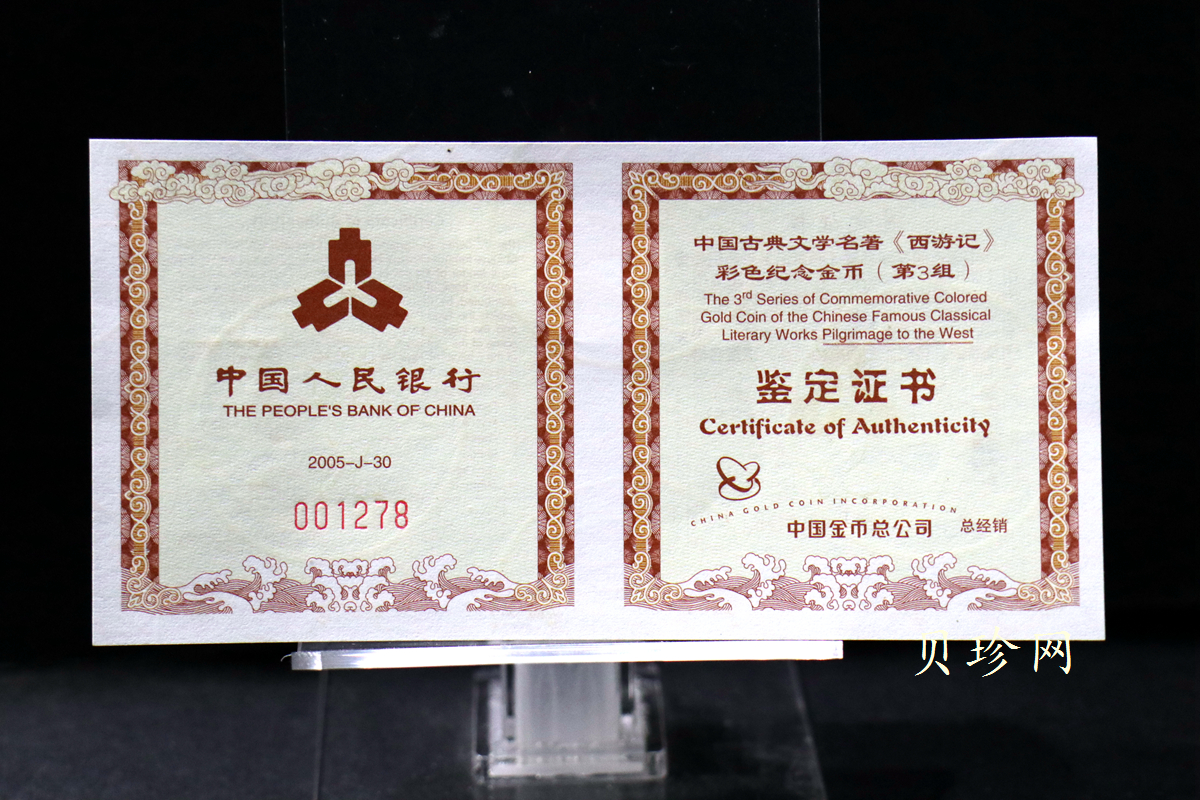 中国人民银行
THE PEOPLE'S BANK OF CHINA
2005-J-30
001278
中国古典文学名著《西游记》
彩色纪念金币（第3组）
The 3rd Series of Commemorative Colored
Gold Coin of the Chinese Famous Classical
Literary Works Pilgrimage to the West
鉴定证书
Certificate of Authenticity
CHINA GOLD COIN INCORPORATION
中国金币总公司 总经销
贝珍网